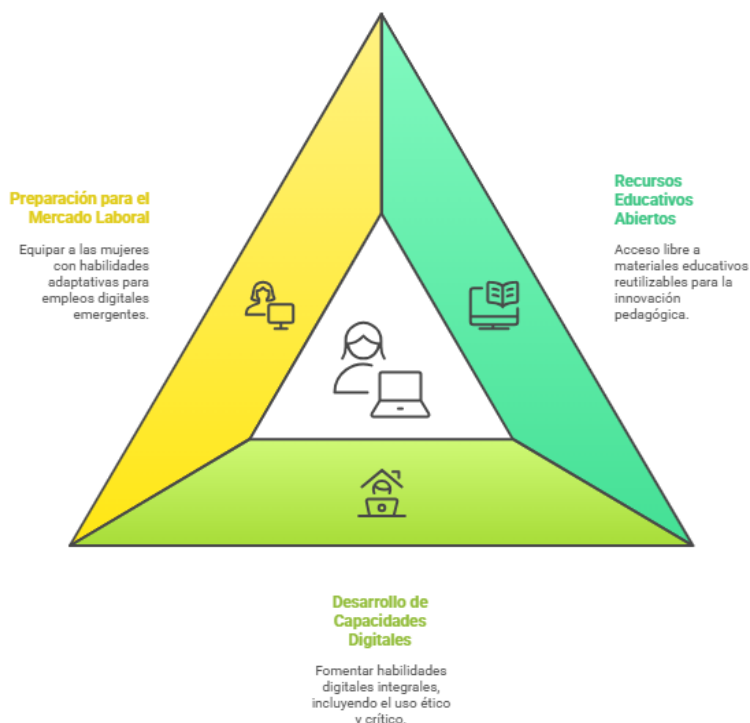 Preparación para el
Mercado Laboral
Equipar a las mujeres
con habilidades
adaptativas para
empleos digitales
emergentes.
Recursos
Educativos
Abiertos
Acceso libre a
materiales educativos
reutilizables para la
innovación
pedagógica.
Desarrollo de
Capacidades
Digitales
Fomentar habilidades
digitales integrales,
incluyendo el uso ético
y crítico.